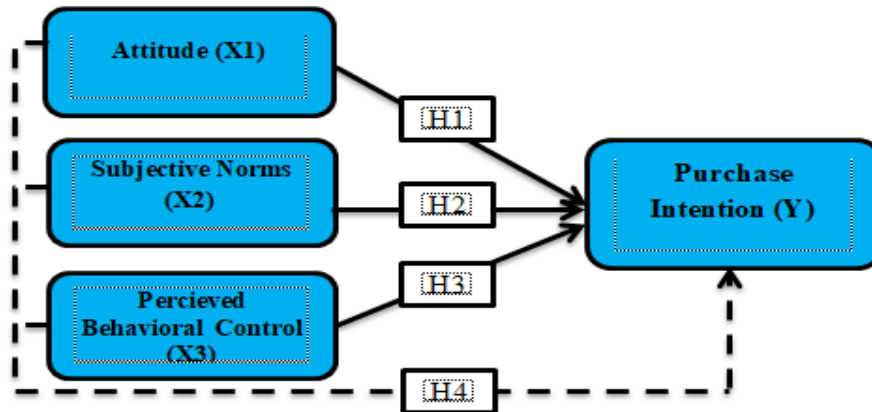 Attitude (X1)
H1
Subjective Norms
(X2)
H2
Purchase
Intention (Y)
Percieved
Behavioral Control
(X3)
H3
H4